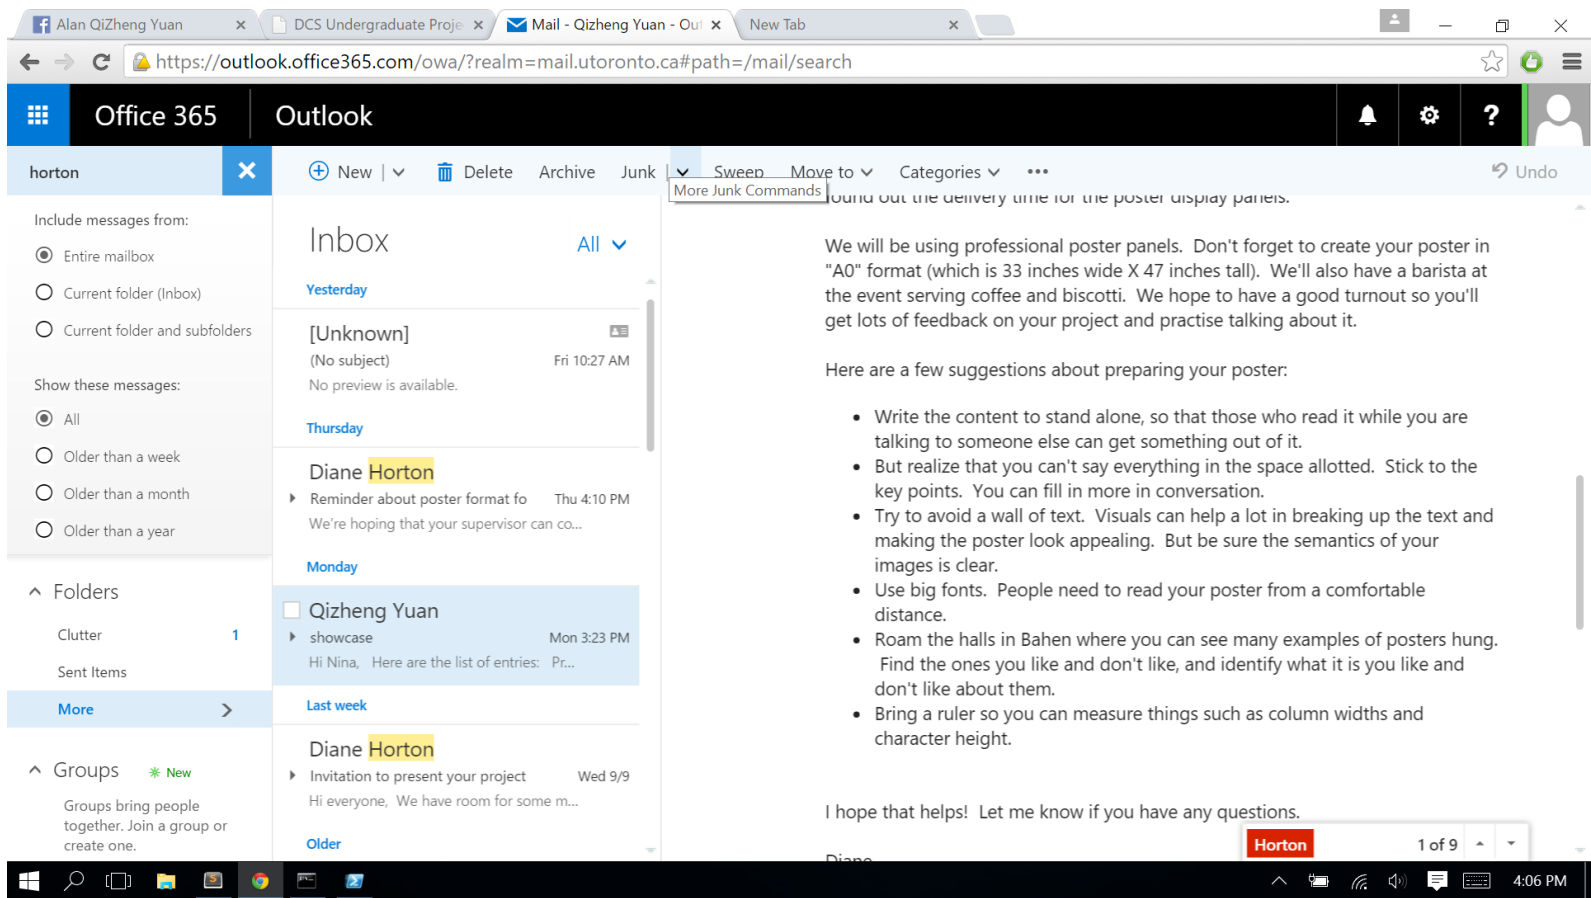 Alan QiZheng Yuan
DCS Undergraduate Proje
Mail - Qizheng Yuan - Out
New Tab
https://outlook.office365.com/owa/?realm=mail.utoronto.ca#path=/mail/search
Office 365
Outlook
?
horton
New
Delete
Archive
Junk
Sweep
Move to
Categories
Undo
More Junk Commands
Include messages from:
Entire mailbox
Current folder (Inbox)
Current folder and subfolders
Show these messages:
All
Older than a week
Older than a month
Older than a year
Folders
Clutter 1
Sent Items
More
Groups
New
Groups bring people
together. Join a group or
create one.
Inbox
All
Yesterday
[Unknown]
(No subject) Fri 10:27 AM
No preview is available.
Thursday
Diane Horton
Reminder about poster format fo Thu 4:10 PM
We're hoping that your supervisor can co...
Monday
Qizheng Yuan
showcase Mon 3:23 PM
Hi Nina, Here are the list of entries: Pr...
Last week
Diane Horton
Invitation to present your project Wed 9/9
Hi everyone, We have room for some m...
Older
found out the delivery time for the poster display panels.
We will be using professional poster panels. Don't forget to create your poster in
"A0" format (which is 33 inches wide X 47 inches tall). We'll also have a barista at
the event serving coffee and biscotti. We hope to have a good turnout so you'll
get lots of feedback on your project and practise talking about it.
Here are a few suggestions about preparing your poster:
• Write the content to stand alone, so that those who read it while you are
talking to someone else can get something out of it.
• But realize that you can't say everything in the space allotted. Stick to the
key points. You can fill in more in conversation.
• Try to avoid a wall of text. Visuals can help a lot in breaking up the text and
making the poster look appealing. But be sure the semantics of your
images is clear.
• Use big fonts. People need to read your poster from a comfortable
distance.
• Roam the halls in Bahen where you can see many examples of posters hung.
Find the ones you like and don't like, and identify what it is you like and
don't like about them.
• Bring a ruler so you can measure things such as column widths and
character height.
I hope that helps! Let me know if you have any questions.
Diane
Horton 1 of 9
4:06 PM